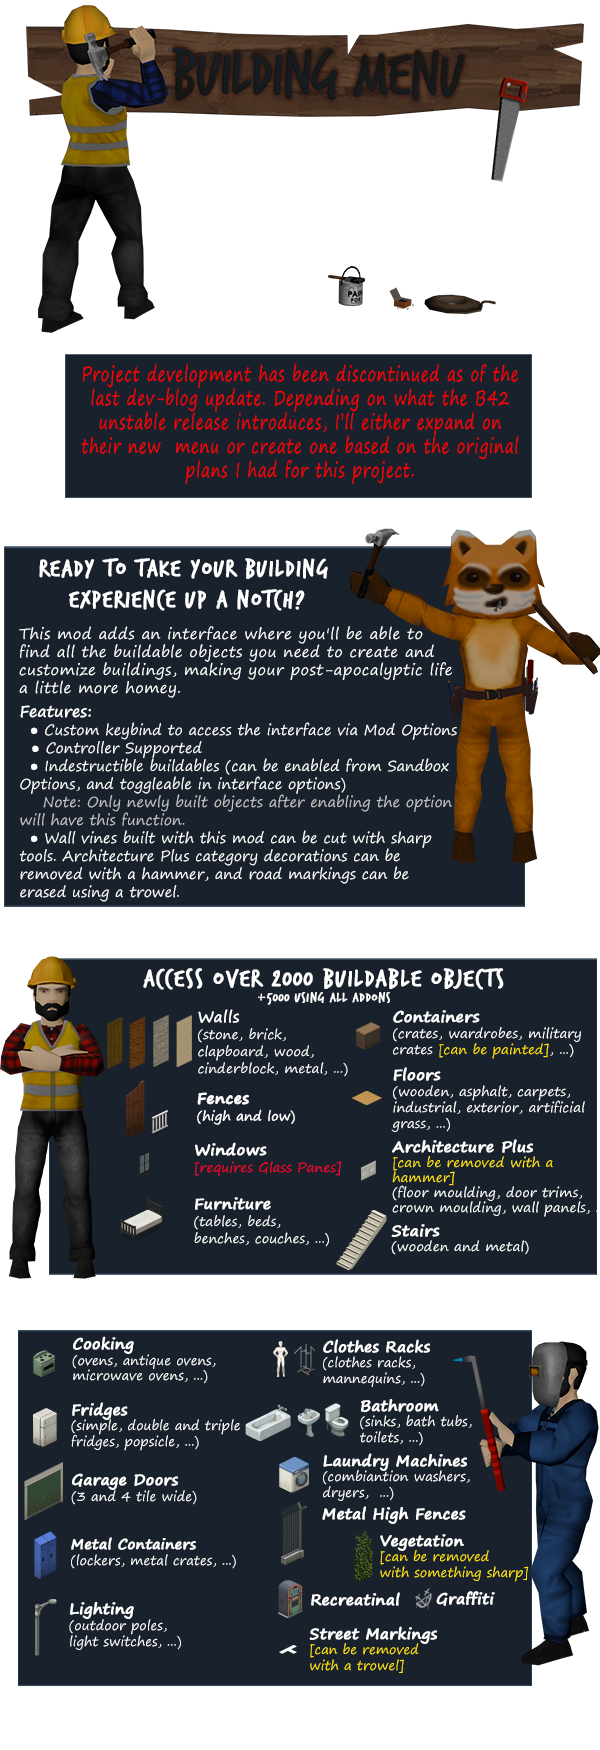 BUILDING MENU
PAIN
FOR
Project development has been discontinued as of the
last dev-blog update. Depending on what the B42
unstable release introduces, I'll either expand on
their new menu or create one based on the original
plans I had for this project.
READY TO TAKE YOUR BUILDING
EXPERIENCE UP A NOTCH?
This mod adds an interface where you'll be able to
find all the buildable objects you need to create and
customize buildings, making your post-apocalyptic life
a little more homey.
Features:
• Custom keybind to access the interface via Mod Options
• Controller Supported
• Indestructible buildables (can be enabled from Sandbox
Options, and toggleable in interface options)
Note: Only newly built objects after enabling the option
will have this function.
• Wall vines built with this mod can be cut with sharp
tools. Architecture Plus category decorations can be
removed with a hammer, and road markings can be
erased using a trowel.
ACCESS OVER 2000 BUILDABLE OBJECTS
+5000 USING ALL ADDONS
Walls
(stone, brick,
clapboard, wood,
cinderblock, metal, ...)
Fences
(high and low)
Windows
[requires Glass Panes]
Furniture
(tables, beds,
benches, couches, ...)
Containers
(crates, wardrobes, military
crates [can be painted], ...)
Floors
(wooden, asphalt, carpets,
industrial, exterior, artificial
grass, ...)
Architecture Plus
[can be removed with a
hammer]
(floor moulding, door trims,
crown moulding, wall panels, .
Stairs
(wooden and metal)
Cooking
(ovens, antique ovens,
microwave ovens, ...)
Fridges
(simple, double and triple
fridges, popsicle, ...)
Garage Doors
(3 and 4 tile wide)
Metal Containers
(lockers, metal crates, ...)
Lighting
(outdoor poles,
light switches, ...)
Clothes Racks
(clothes racks,
mannequins, ...)
Bathroom
(sinks, bath tubs,
toilets, ...)
Laundry Machines
(combiantion washers,
dryers, ...)
Metal High Fences
Vegetation
[can be removed
with something sharp]
Recreatinal
Graffiti
Street Markings
[can be removed
with a trowel]